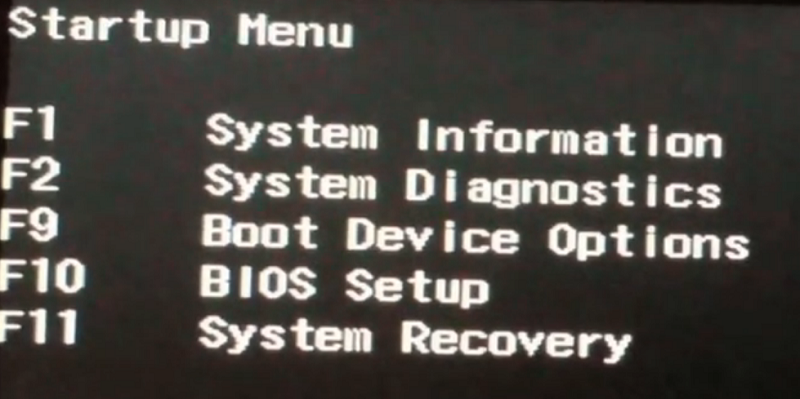 Startup Menu
F1 System Information
F2 System Diagnostics
F9 Boot Device Options
F10 BIOS Setup
F11 System Recovery